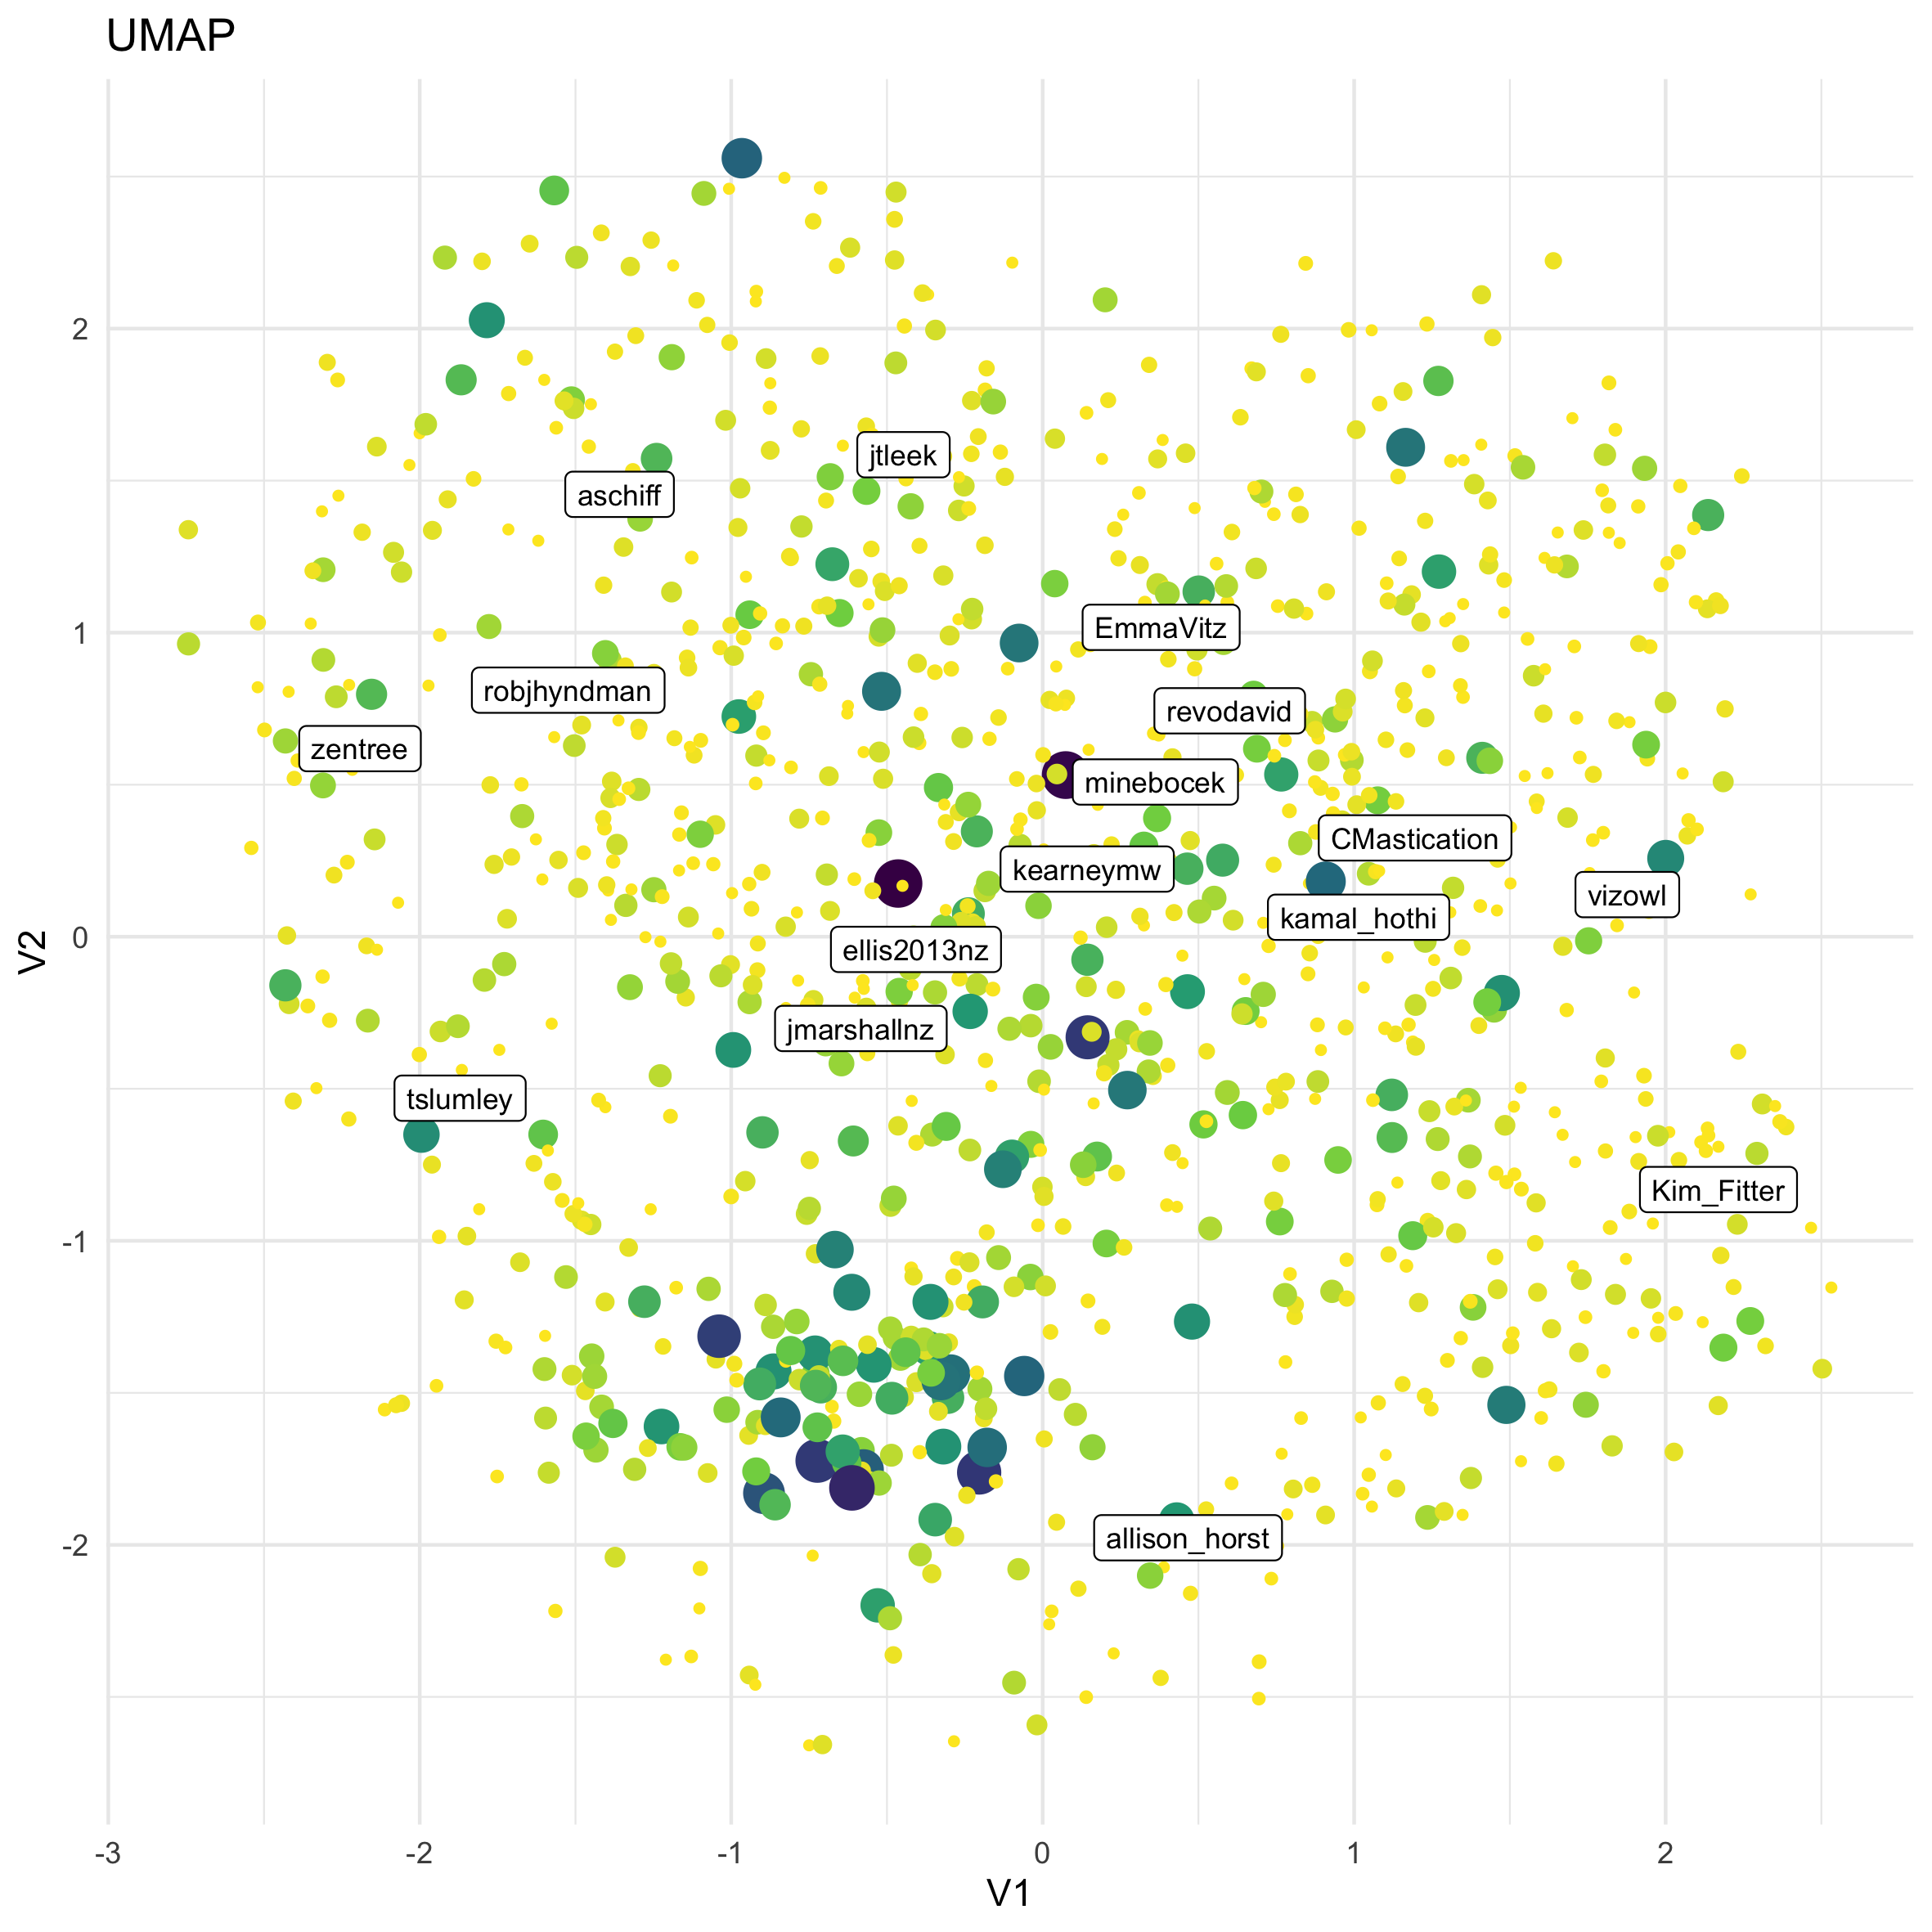 UMAP
jtleek
aschiff
EmmaVitz
robjhyndman
revodavid
zentree
minebocek
CMastication
kearneymw
vizowl
kamal_hothi
ellis2013nz
jmarshallnz
tslumley
Kim_Fitter
allison_horst
2
1
0
-1
-2
V2
-3 -2 -1 0 1 2
V1